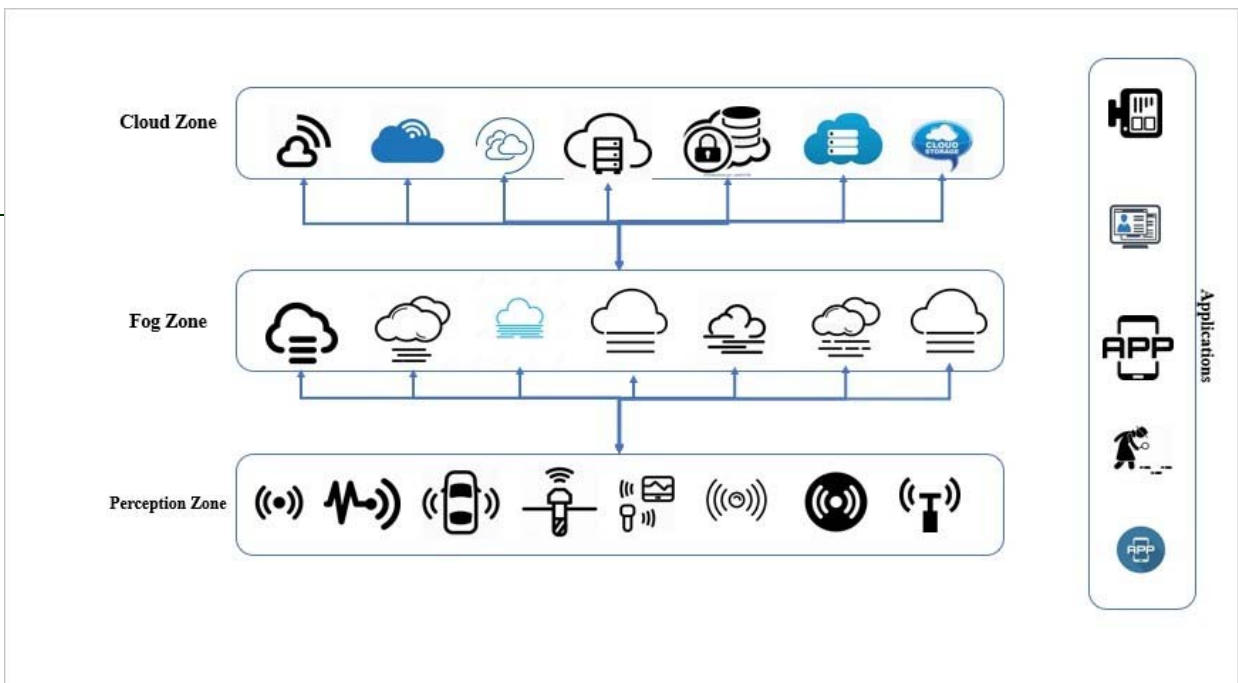 Cloud Zone
CLOUD
STORAGE
Fog Zone
Perception Zone
APP
APP
Applications